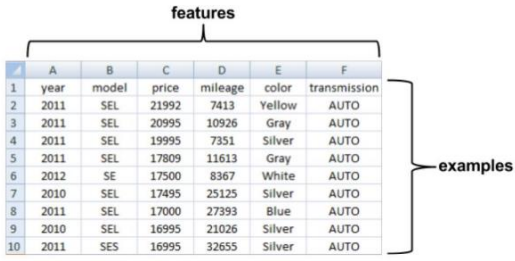 features
A B C D E F
1 year model price mileage color transmission
2 2011 SEL 21992 7413 Yellow AUTO
3 2011 SEL 20995 10926 Gray AUTO
4 2011 SEL 19995 7351 Silver AUTO
5 2011 SEL 17809 11613 Gray AUTO
6 2012 SE 17500 8367 White AUTO
7 2010 SEL 17495 25125 Silver AUTO
8 2011 SEL 17000 27393 Blue AUTO
9 2010 SEL 16995 21026 Silver AUTO
10 2011 SES 16995 32655 Silver AUTO
examples